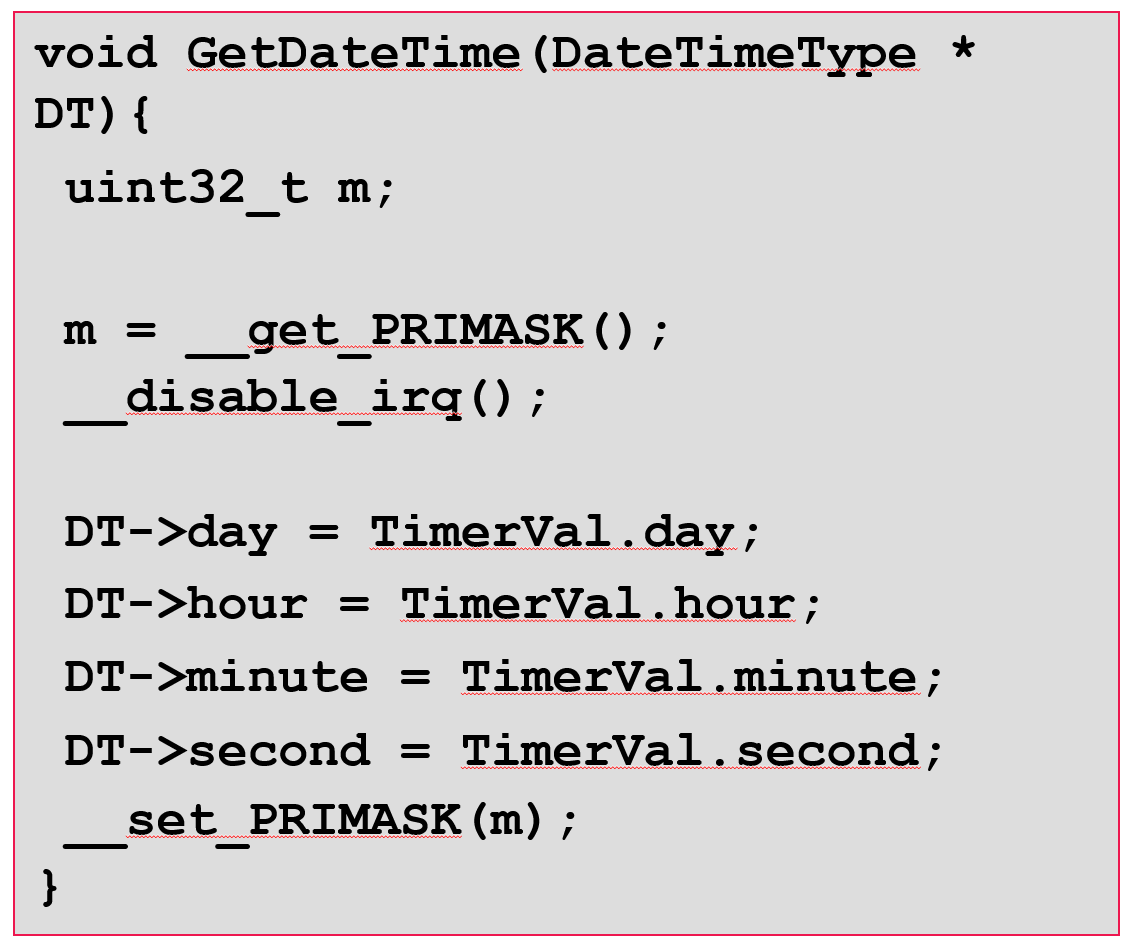 void GetDateTime(DateTimeType *
DT){
uint32_t m;
m = __get_PRIMASK();
__disable_irq();
DT->day = TimerVal.day;
DT->hour = TimerVal.hour;
DT->minute = TimerVal.minute;
DT->second = TimerVal.second;
__set_PRIMASK(m);
}